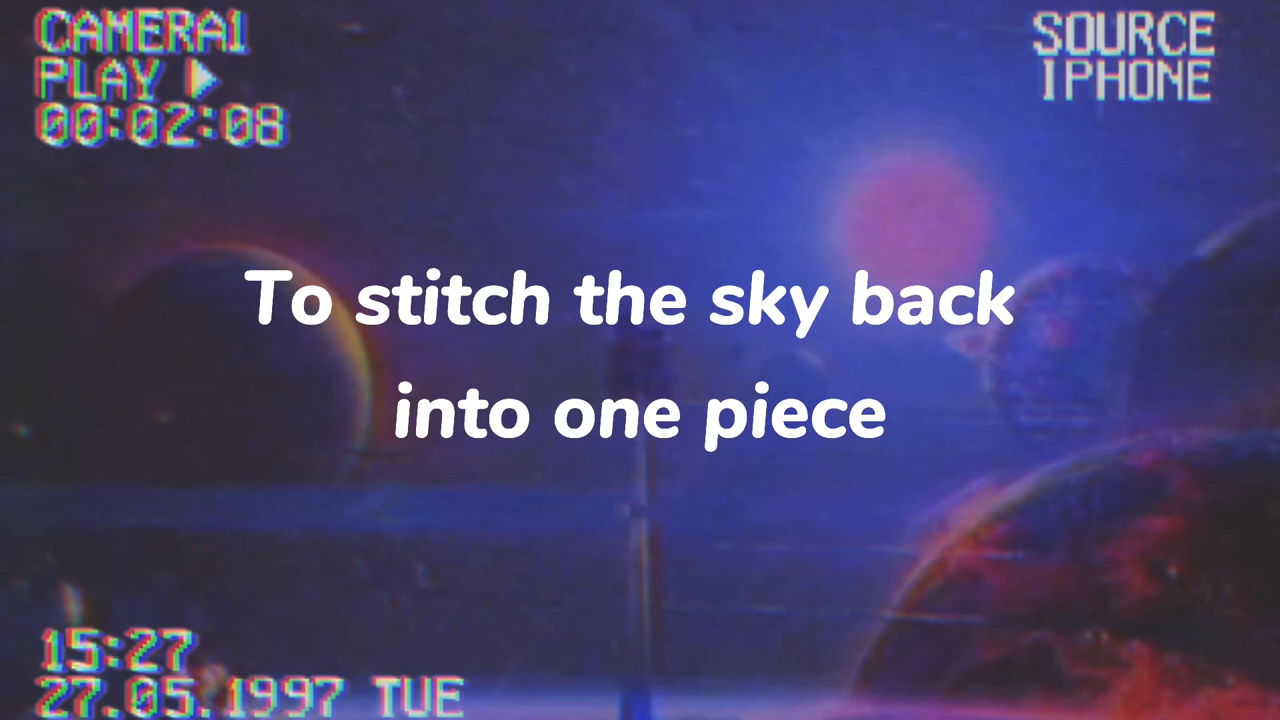 CAMERA1
PLAY
00:02:08
SOURCE
IPHONE
To stitch the sky back
into one piece
15:27
27.05.1997 TUE